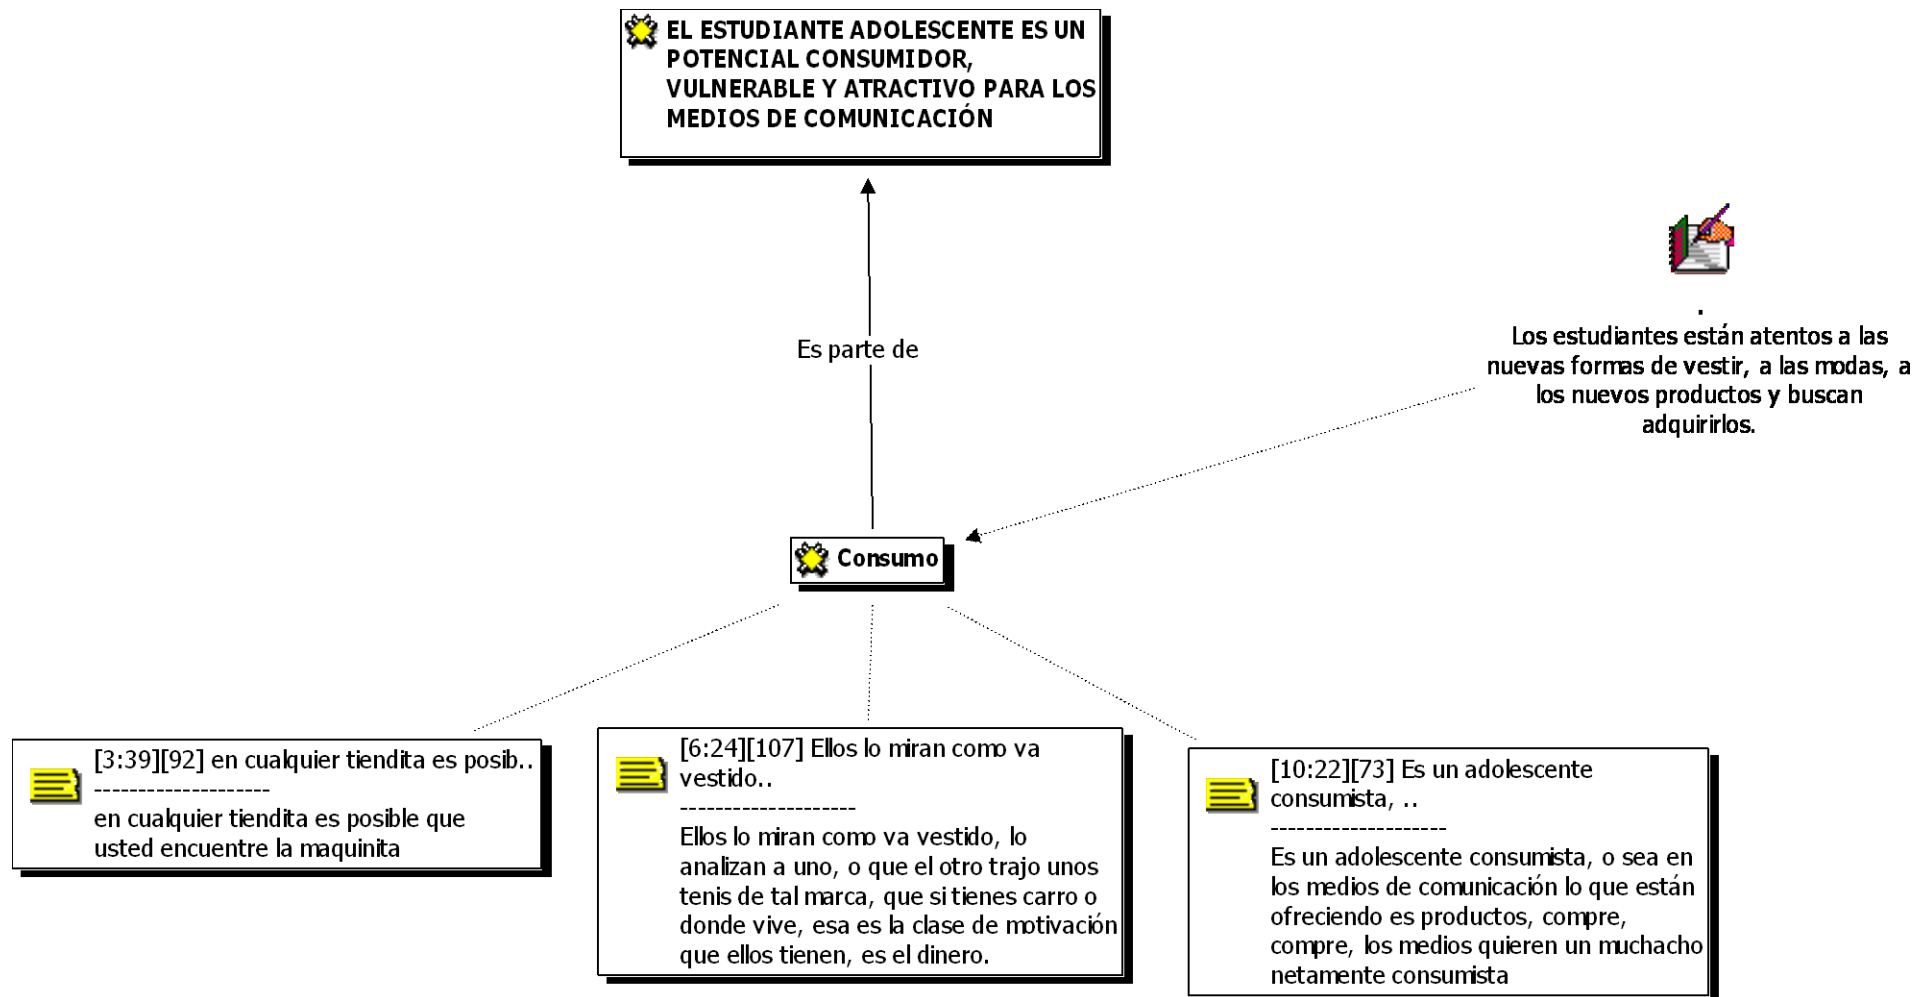 EL ESTUDIANTE ADOLESCENTE ES UN
POTENCIAL CONSUMIDOR,
VULNERABLE Y ATRACTIVO PARA LOS
MEDIOS DE COMUNICACIÓN
Es parte de
.
Los estudiantes están atentos a las
nuevas formas de vestir, a las modas, a
los nuevos productos y buscan
adquirirlos.
Consumo
[3:39][92] en cualquier tiendita es posib..
--------------------
en cualquier tiendita es posible que
usted encuentre la maquinita
[6:24][107] Ellos lo miran como va
vestido..
--------------------
Ellos lo miran como va vestido, lo
analizan a uno, o que el otro trajo unos
tenis de tal marca, que si tienes carro o
donde vive, esa es la clase de motivación
que ellos tienen, es el dinero.
[10:22][73] Es un adolescente
consumista, ..
--------------------
Es un adolescente consumista, o sea en
los medios de comunicación lo que están
ofreciendo es productos, compre,
compre, los medios quieren un muchacho
netamente consumista